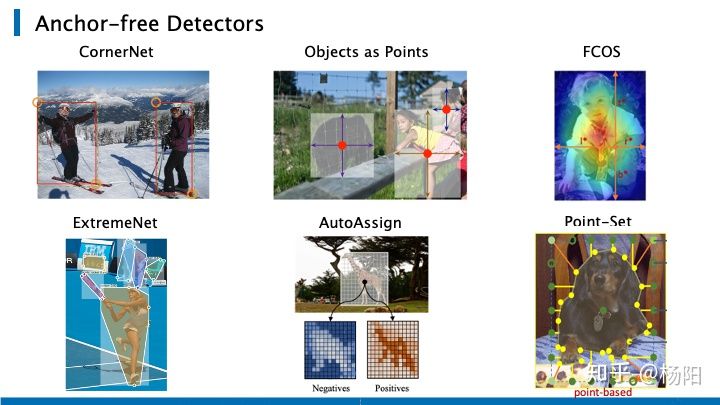 Anchor-free Detectors
CornerNet
Objects as Points
FCOS
ExtremeNet
AutoAssign
Point-Set
IBM
Negatives
Positives
point-based
知乎 @杨阳